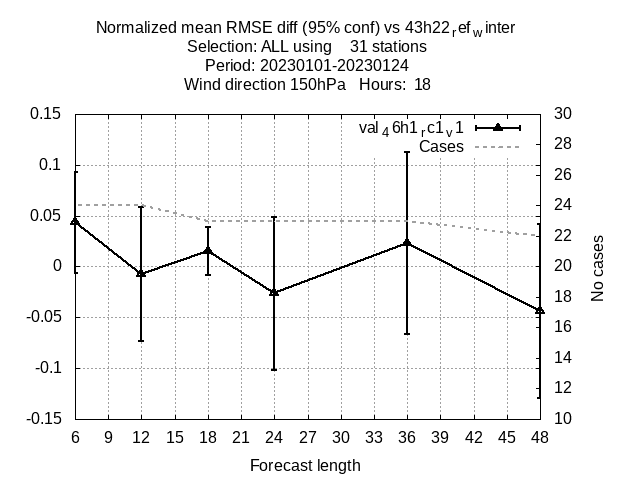 Normalized mean RMSE diff (95% conf) vs 43h22refwinter
Selection: ALL using 31 stations
Period: 20230101-20230124
Wind direction 150hPa Hours: 18
val46h1rc1v1
Cases
0.15
0.1
0.05
0
-0.05
-0.1
-0.15
30
28
26
24
22
20
18
16
14
12
10
No cases
6 9 12 15 18 21 24 27 30 33 36 39 42 45 48
Forecast length